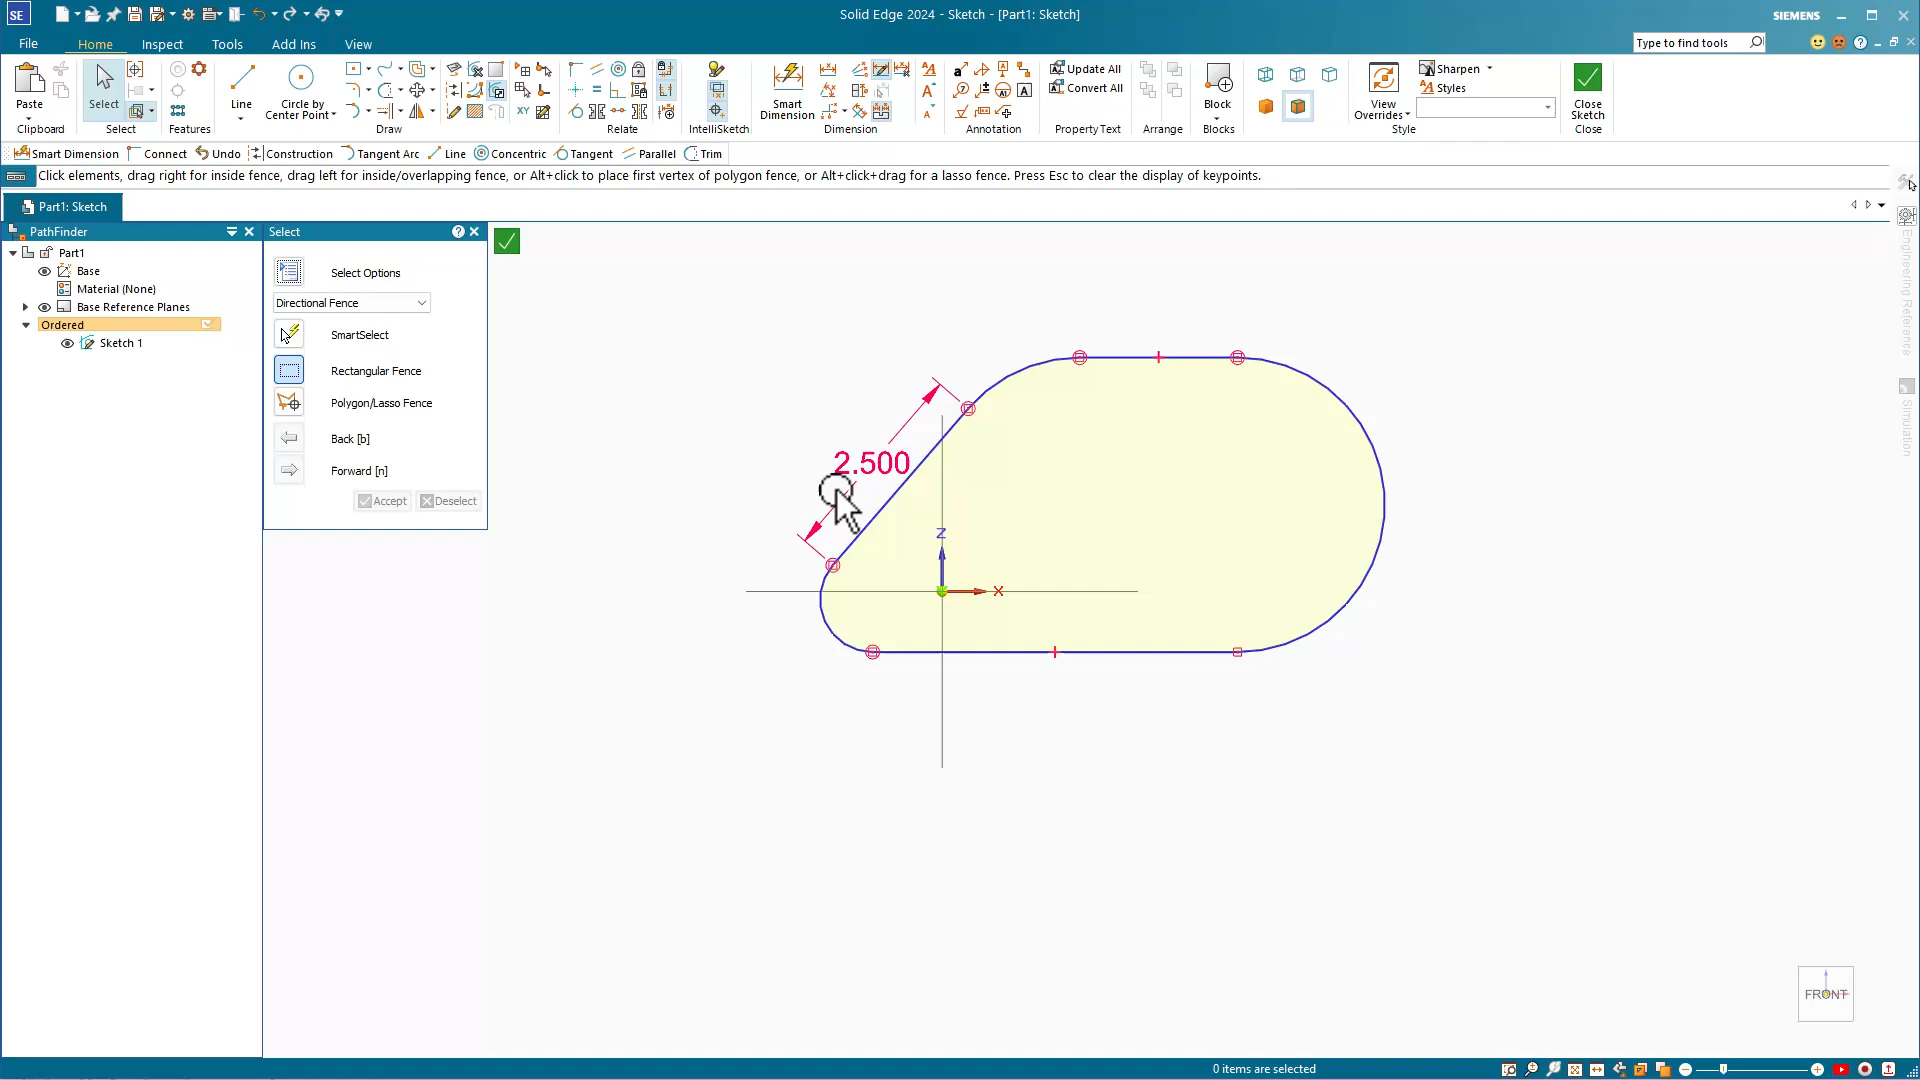 SE
Solid Edge 2024 - Sketch - [Part1: Sketch]
SIEMENS
File
Home
Inspect
Tools
Add Ins
View
Type to find tools
Paste
Clipboard
Select
Select
Features
Line
Circle by
Center Point
Draw
Relate
IntelliSketch
Smart
Dimension
Dimension
Annotation
Update All
Convert All
PropertyText
Arrange
Block
Blocks
View
Overrides
Sharpen
Styles
Style
Close
Sketch
Close
Smart Dimension
Connect
Undo
Construction
Tangent Arc
Line
Concentric
Tangent
Parallel
Trim
Click elements, drag right for inside fence, drag left for inside/overlapping fence, or Alt+click to place first vertex of polygon fence, or Alt+click+drag for a lasso fence. Press Esc to clear the display of keypoints.
Part1: Sketch
PathFinder
Part1
Base
Material (None)
Base Reference Planes
Ordered
Sketch 1
Select
Select Options
Directional Fence
SmartSelect
Rectangular Fence
Polygon/Lasso Fence
Back [b]
Forward [n]
Accept
Deselect
2.500
Z
X
Engineering Reference
Simulation
FRONT
0 items are selected